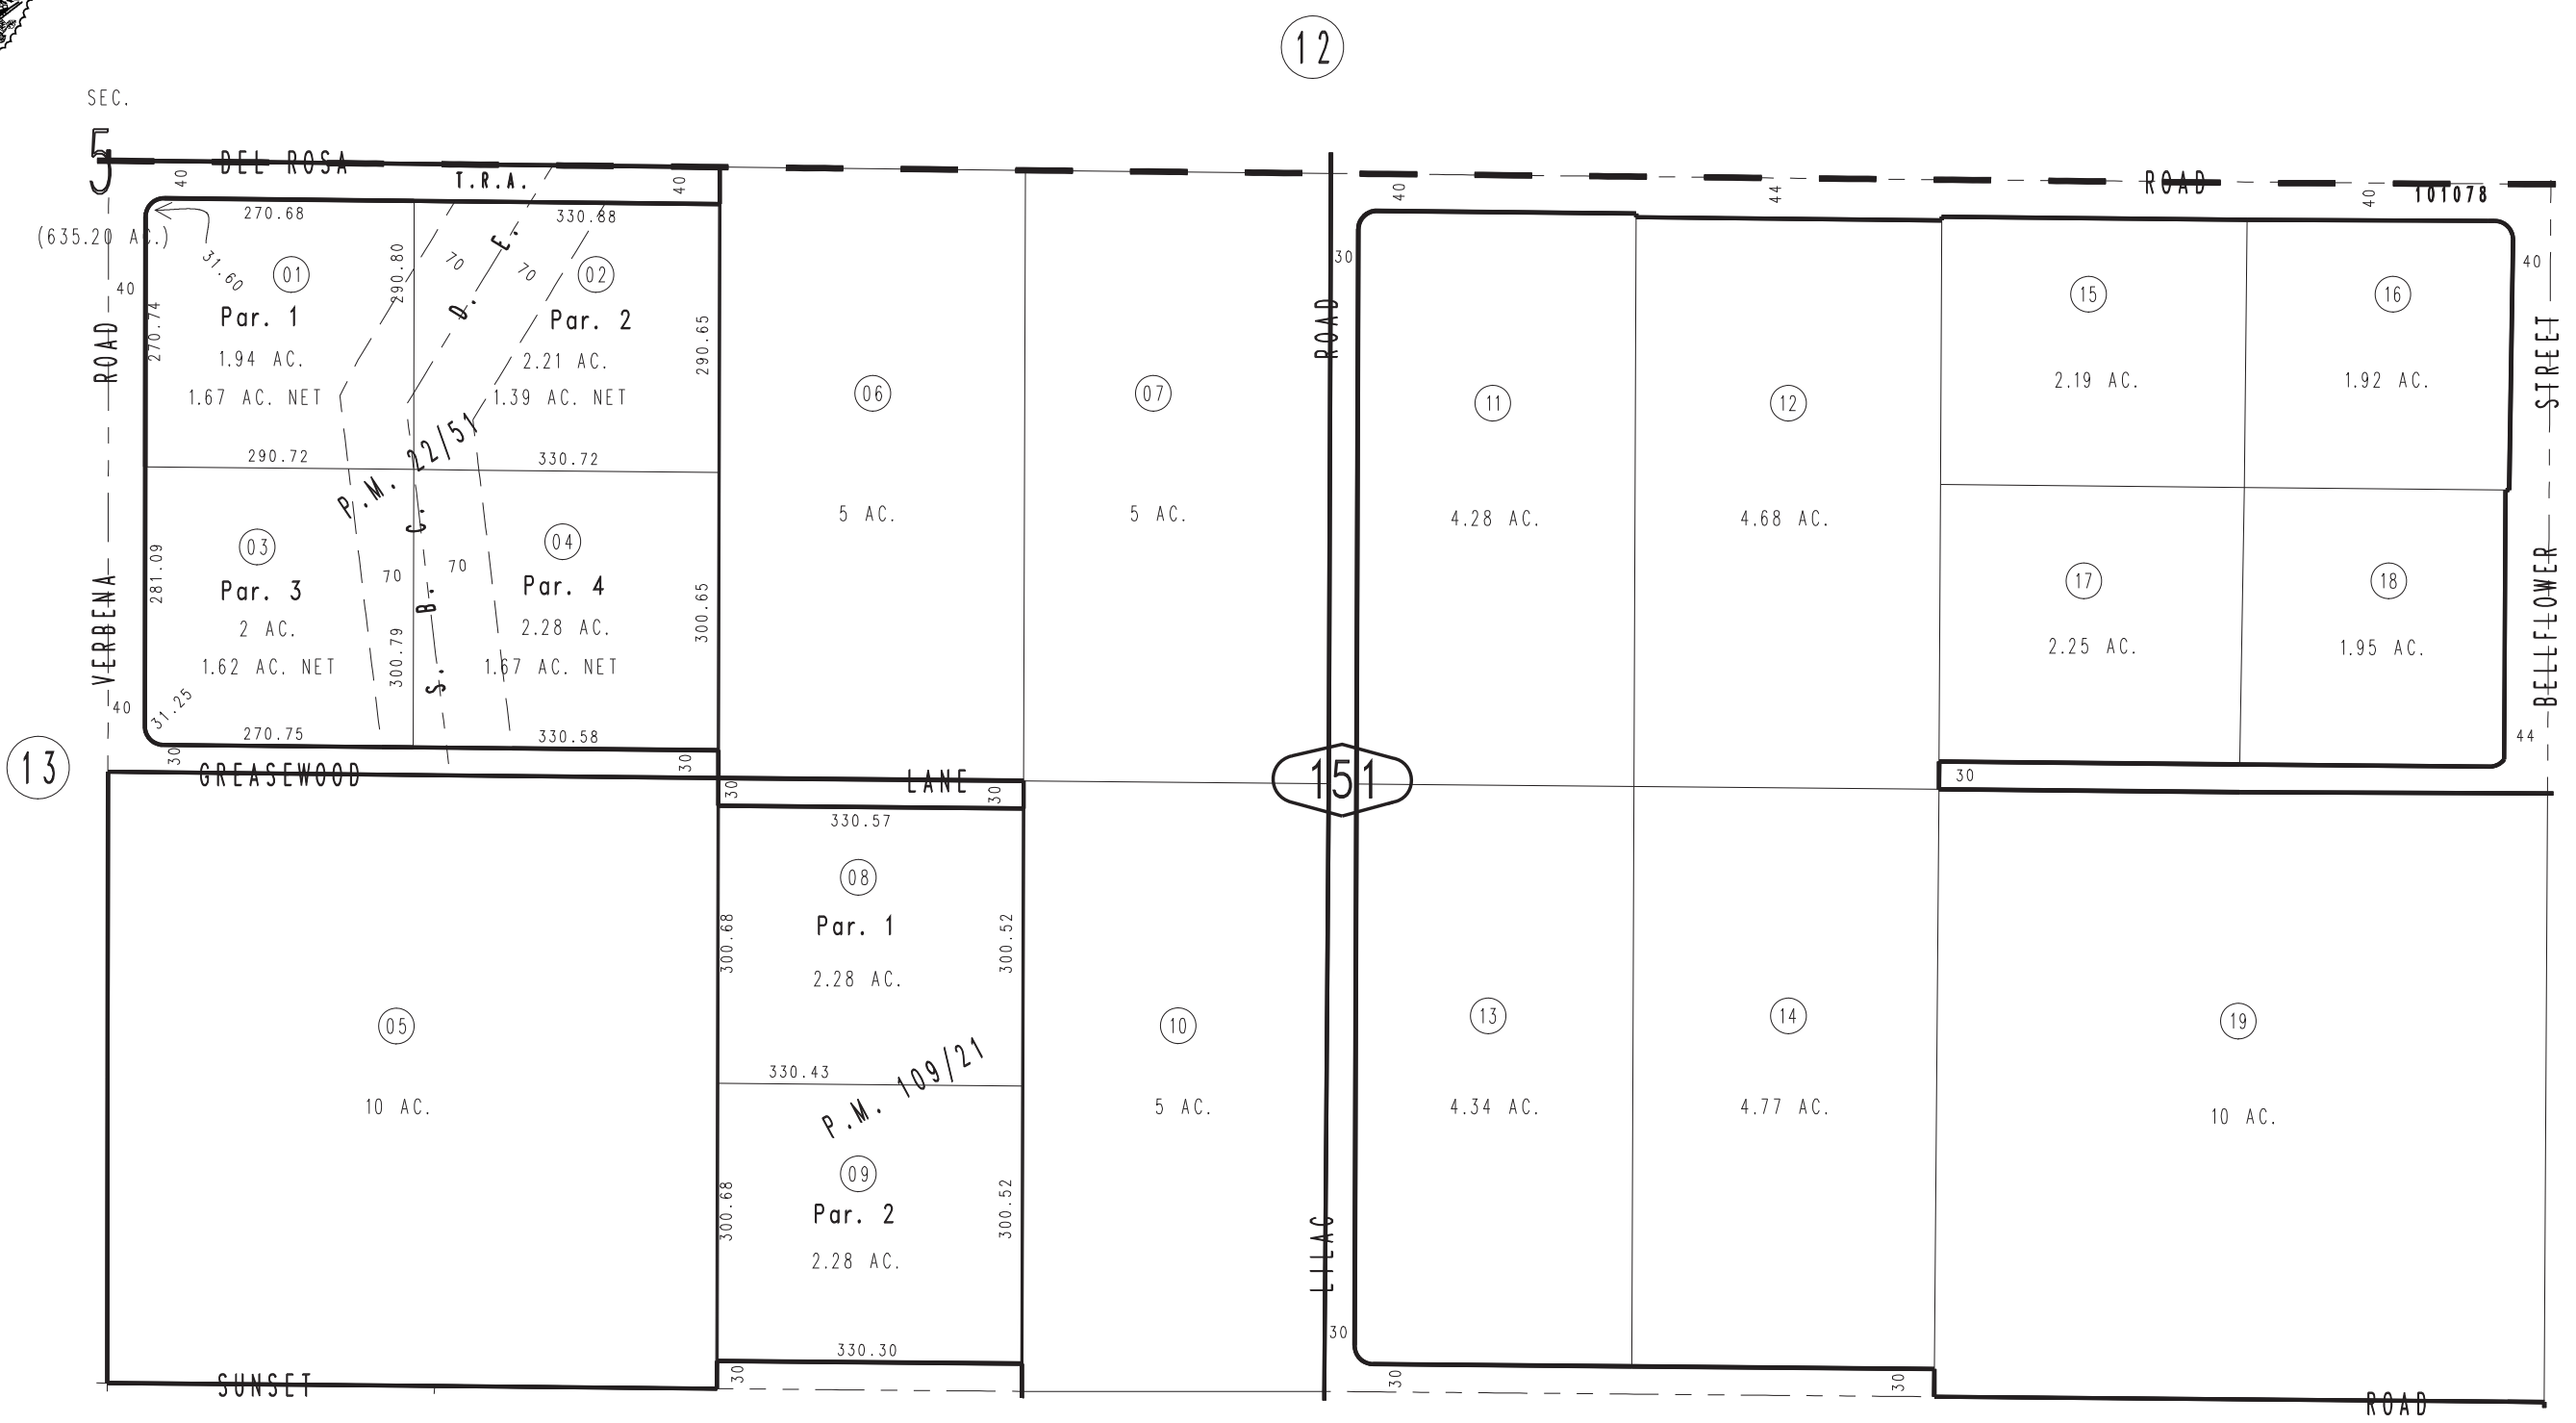 12
SEC.
5
DEL ROSA ROAD
T.R.A. 101078
40 40 40 44 40
(635.20 AC.)
270.68 330.88
31.60
01
Par. 1
1.94 AC.
1.67 AC. NET
290.80
270.74
40
02
Par. 2
2.21 AC.
1.39 AC. NET
290.65
70 70
S. B. C. D. E.
P.M. 22/51
290.72 330.72
03
Par. 3
2 AC.
1.62 AC. NET
281.09
300.79
31.25
40
04
Par. 4
2.28 AC.
1.67 AC. NET
300.65
70 70
270.75 330.58
VERBENA ROAD
06
5 AC.
07
5 AC.
LILAC ROAD
30
11
4.28 AC.
12
4.68 AC.
15
2.19 AC.
16
1.92 AC.
17
2.25 AC.
18
1.95 AC.
40
44
BELLFLOWER STREET
13
30 30
GREASEWOOD LANE
30 30
151
30
330.57
08
Par. 1
2.28 AC.
300.68 300.52
330.43
P.M. 109/21
09
Par. 2
2.28 AC.
300.68 300.52
330.30
05
10 AC.
10
5 AC.
13
4.34 AC.
14
4.77 AC.
19
10 AC.
30
30 30 30
SUNSET ROAD